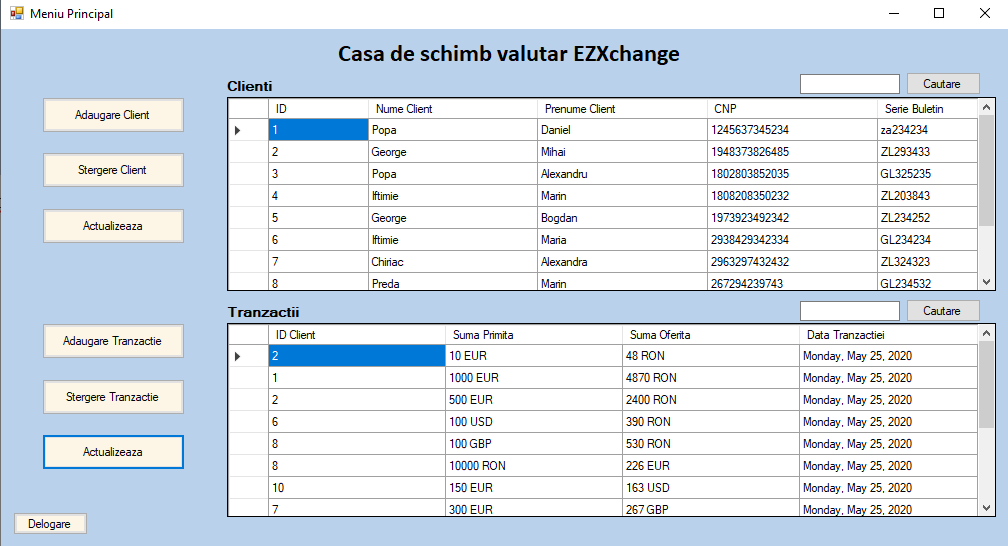 Meniu Principal
Casa de schimb valutar EZXchange
Clienti
Cautare
Adaugare Client
Stergere Client
Actualizeaza
ID Nume Client Prenume Client CNP Serie Buletin
1 Popa Daniel 1245637345234 za234234
2 George Mihai 1948373826485 ZL293433
3 Popa Alexandru 1802803852035 GL325235
4 Iftimie Marin 1808208350232 ZL203843
5 George Bogdan 1973923492342 ZL234252
6 Iftimie Maria 2938429342334 GL234234
7 Chiriac Alexandra 2963297432432 ZL324323
8 Preda Marin 267294239743 GL234532
Tranzactii
Cautare
Adaugare Tranzactie
Stergere Tranzactie
Actualizeaza
ID Client Suma Primita Suma Oferita Data Tranzactiei
2 10 EUR 48 RON Monday, May 25, 2020
1 1000 EUR 4870 RON Monday, May 25, 2020
2 500 EUR 2400 RON Monday, May 25, 2020
6 100 USD 390 RON Monday, May 25, 2020
8 100 GBP 530 RON Monday, May 25, 2020
8 10000 RON 226 EUR Monday, May 25, 2020
10 150 EUR 163 USD Monday, May 25, 2020
7 300 EUR 267 GBP Monday, May 25, 2020
Delogare